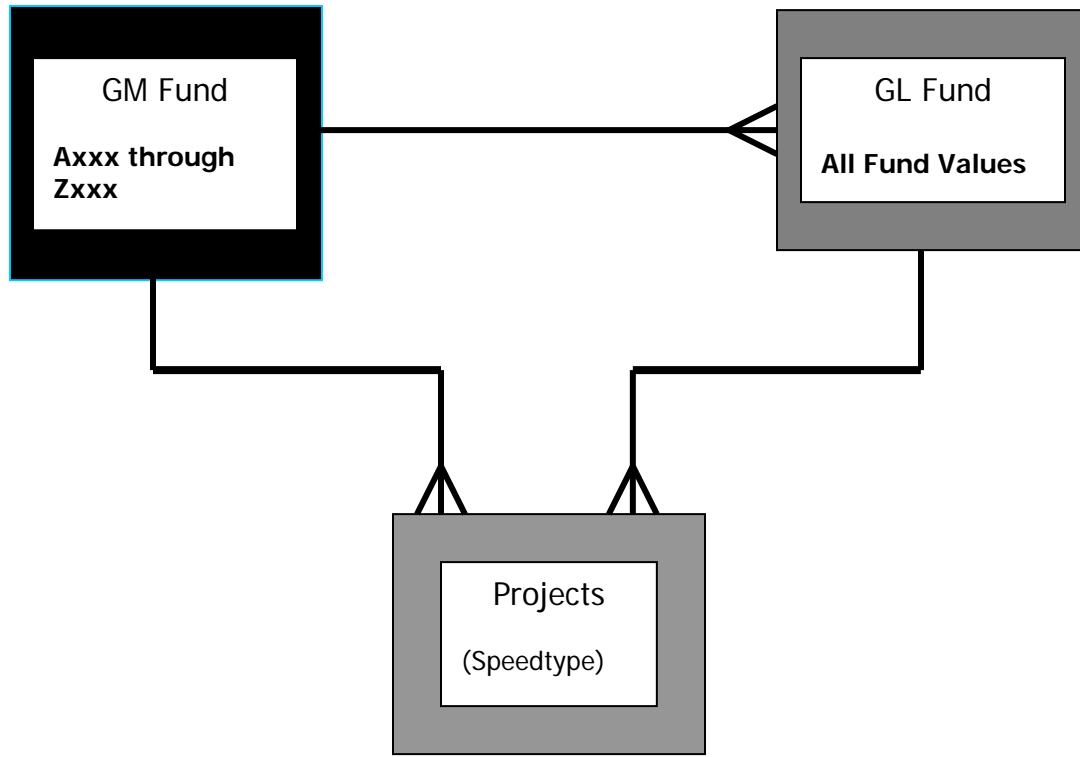 GM Fund
Axxx through
Zxxx
GL Fund
All Fund Values
Projects
(Speedtype)